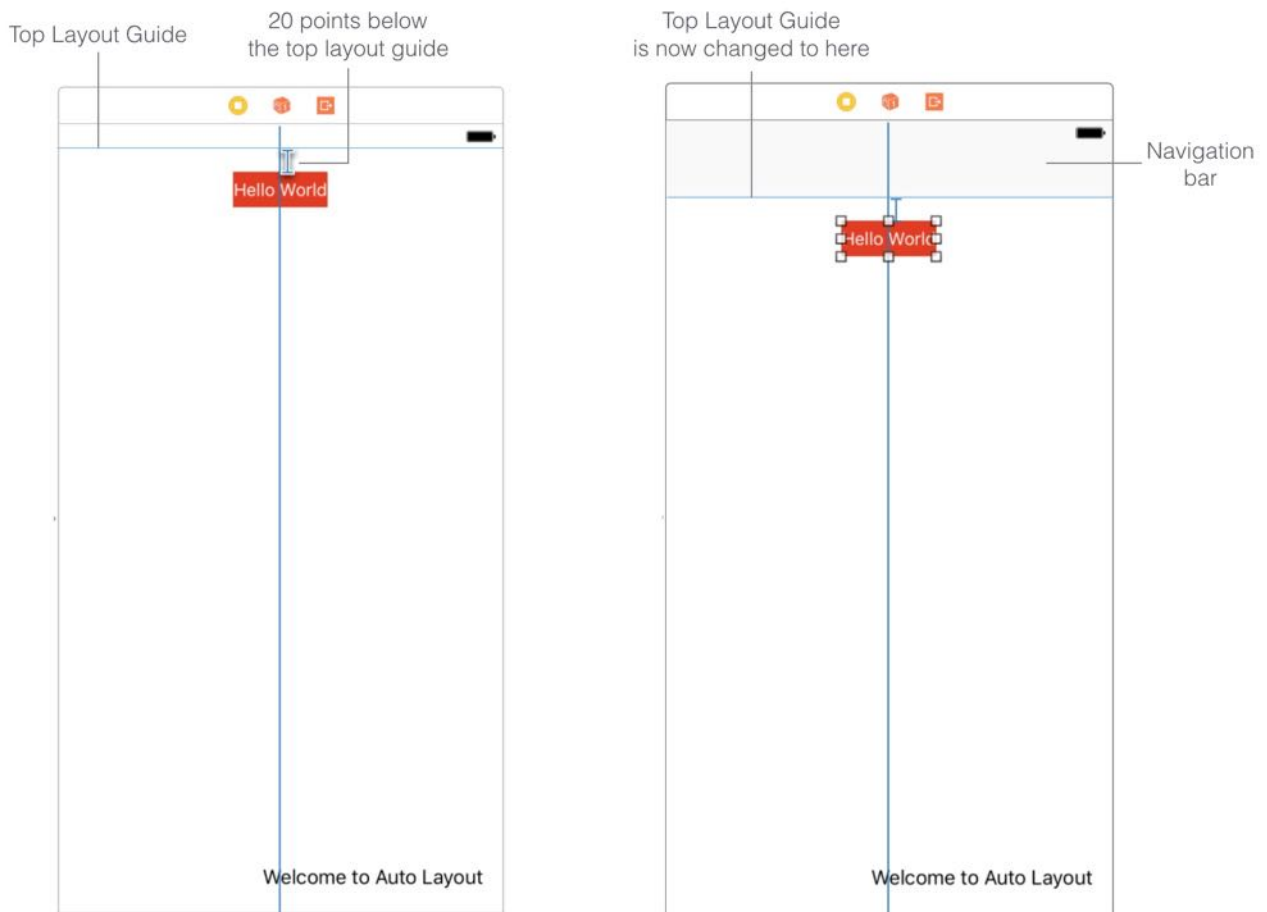 Top Layout Guide
20 points below
the top layout guide
Hello World
Welcome to Auto Layout
Top Layout Guide
is now changed to here
Navigation
bar
Hello World
Welcome to Auto Layout